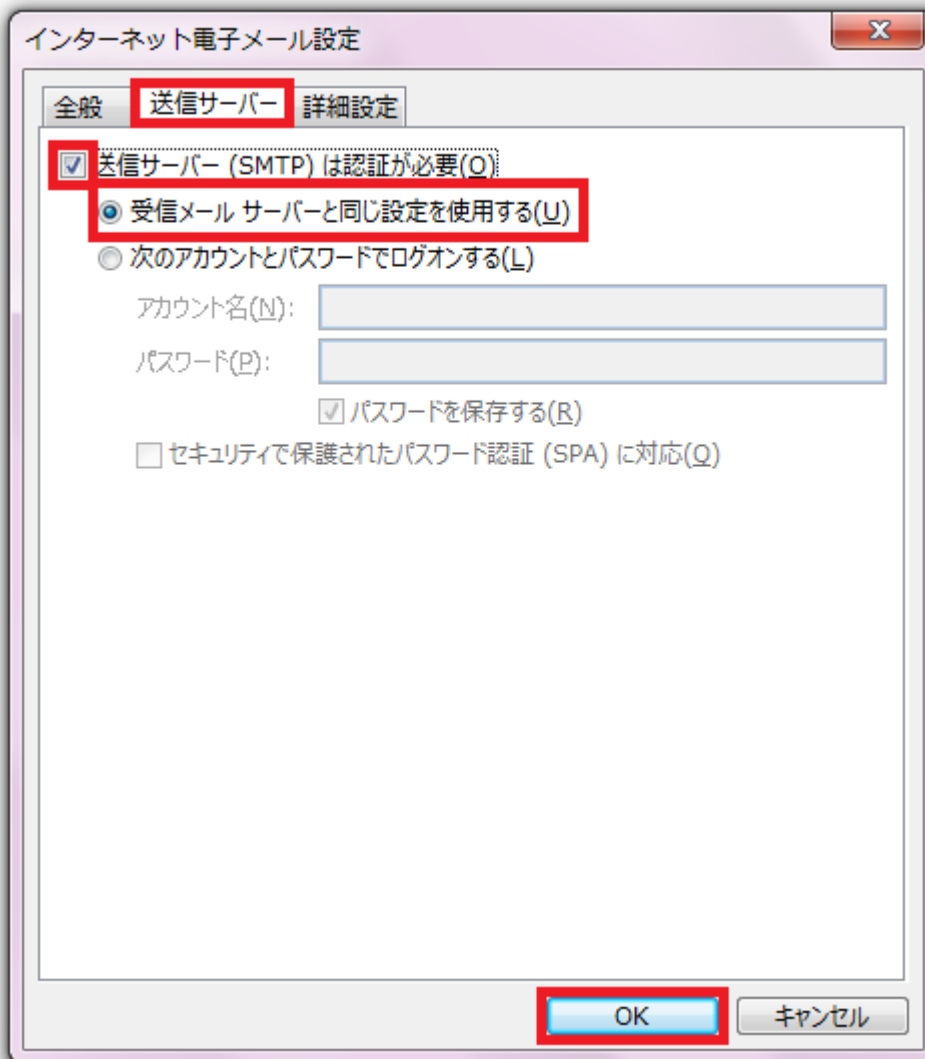 インターネット電子メール設定
全般 送信サーバー 詳細設定
送信サーバー (SMTP) は認証が必要(O)
受信メール サーバーと同じ設定を使用する(U)
次のアカウントとパスワードでログオンする(L)
アカウント名(N):
パスワード(P):
パスワードを保存する(R)
セキュリティで保護されたパスワード認証 (SPA) に対応(Q)
OK キャンセル